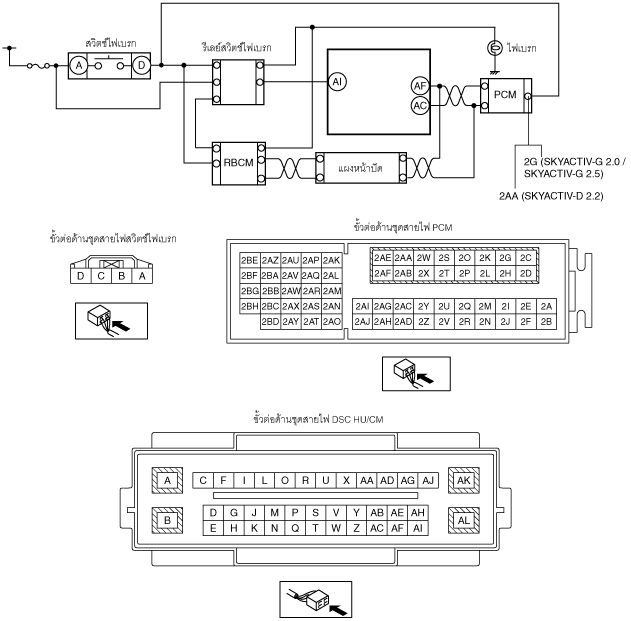 สวิตช์ไฟเบรก
รีเลย์สวิตช์ไฟเบรก
ไฟเบรก
A
D
AI
AF
AC
PCM
RBCM
แผงหน้าปัด
2G (SKYACTIV-G 2.0 /
SKYACTIV-G 2.5)
2AA (SKYACTIV-D 2.2)
ขั้วต่อด้านชุดสายไฟสวิตช์ไฟเบรก
D C B A
ขั้วต่อด้านชุดสายไฟ PCM
2BE 2AZ 2AU 2AP 2AK
2BF 2BA 2AV 2AQ 2AL
2BG 2BB 2AW 2AR 2AM
2BH 2BC 2AX 2AS 2AN
2BD 2AY 2AT 2AO
2AE 2AA 2W 2S 2O 2K 2G 2C
2AF 2AB 2X 2T 2P 2L 2H 2D
2AI 2AG 2AC 2Y 2U 2Q 2M 2I 2E 2A
2AJ 2AH 2AD 2Z 2V 2R 2N 2J 2F 2B
ขั้วต่อด้านชุดสายไฟ DSC HU/CM
A
C F I L O R U X AA AD AG AJ
AK
B
D G J M P S V Y AB AE AH
E H K N Q T W Z AC AF AI
AL